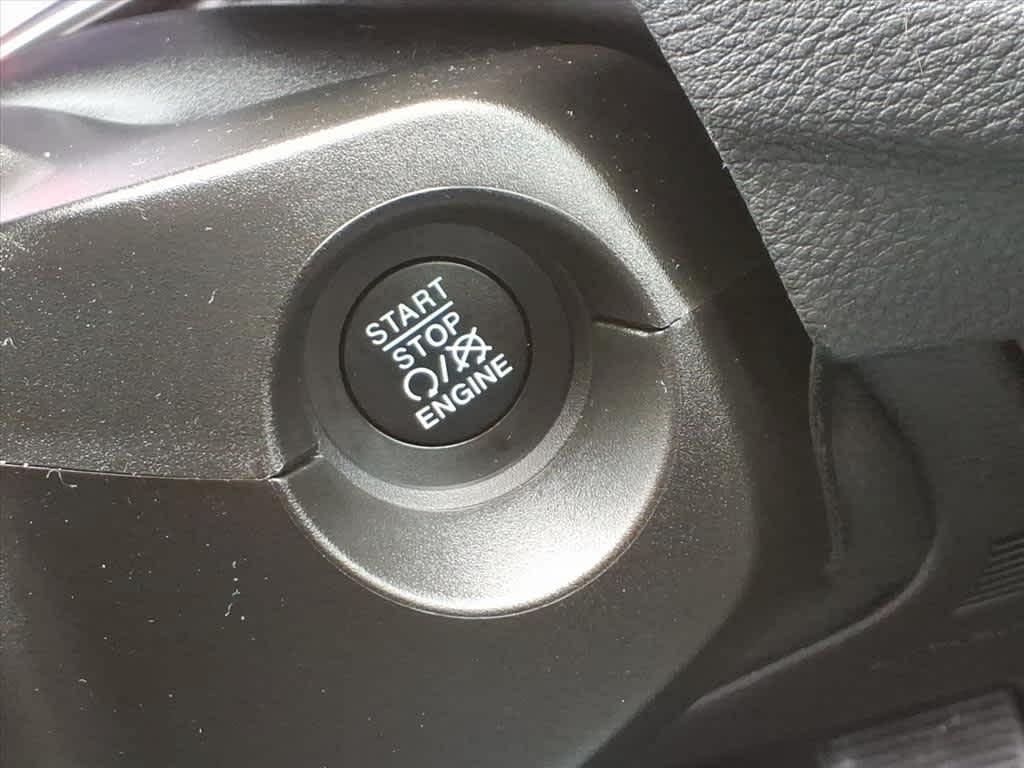 START
STOP
/
ENGINE